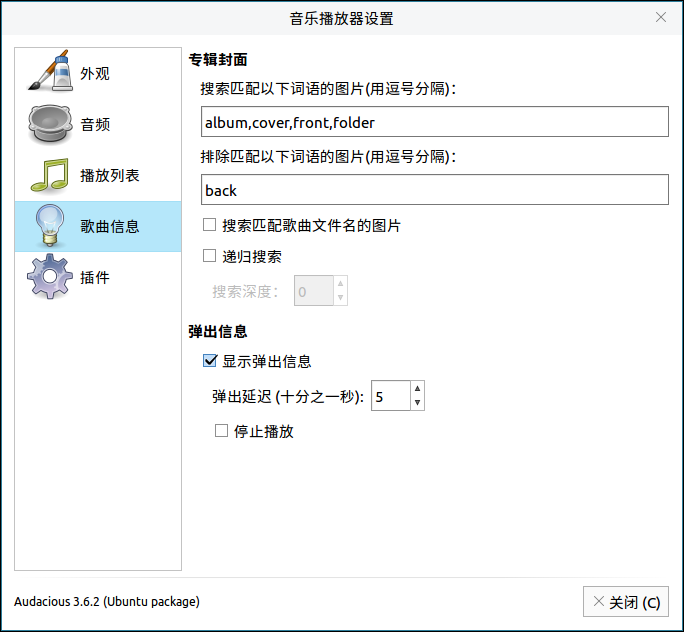 音乐播放器设置
外观
音频
播放列表
歌曲信息
插件
专辑封面
搜索匹配以下词语的图片(用逗号分隔)：
album,cover,front,folder
排除匹配以下词语的图片(用逗号分隔)：
back
搜索匹配歌曲文件名的图片
递归搜索
搜索深度： 0
弹出信息
显示弹出信息
弹出延迟 (十分之一秒): 5
停止播放
Audacious 3.6.2 (Ubuntu package)
关闭 (C)